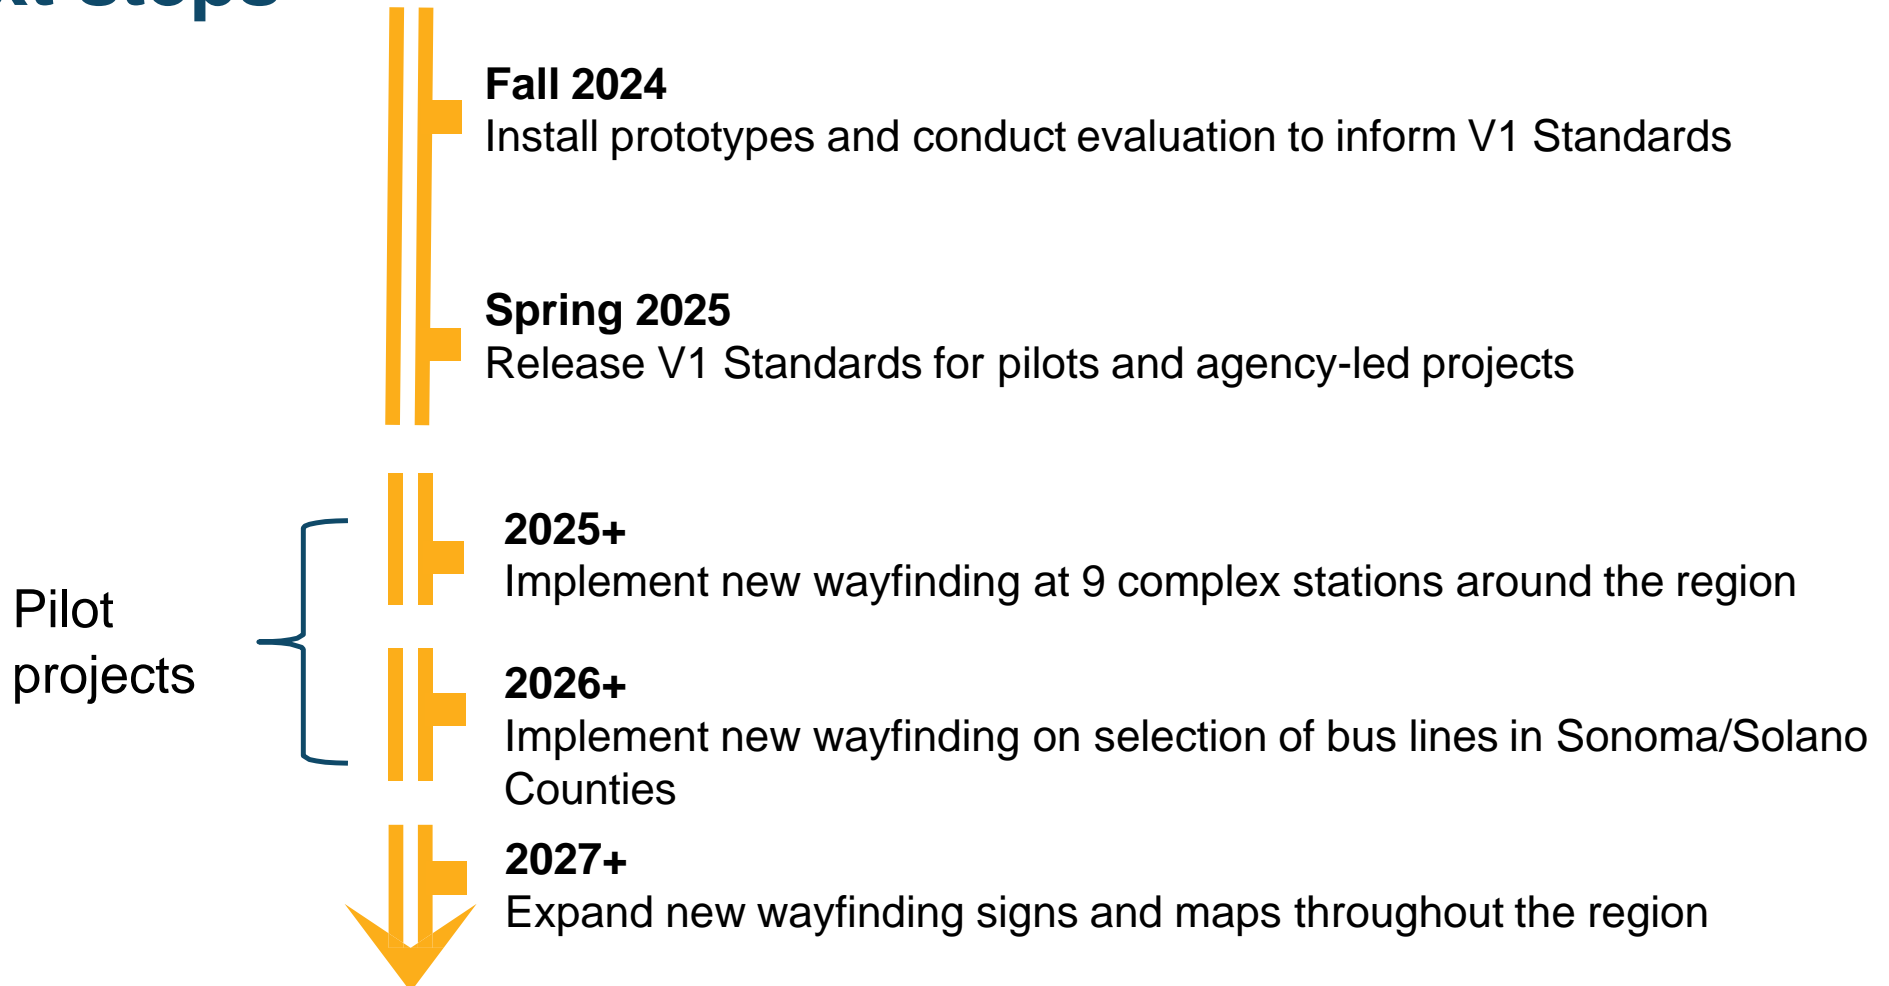 steps
Fall 2024
Install prototypes and conduct evaluation to inform V1 Standards
Spring 2025
Release V1 Standards for pilots and agency-led projects
Pilot
projects
2025+
Implement new wayfinding at 9 complex stations around the region
2026+
Implement new wayfinding on selection of bus lines in Sonoma/Solano
Counties
2027+
Expand new wayfinding signs and maps throughout the region